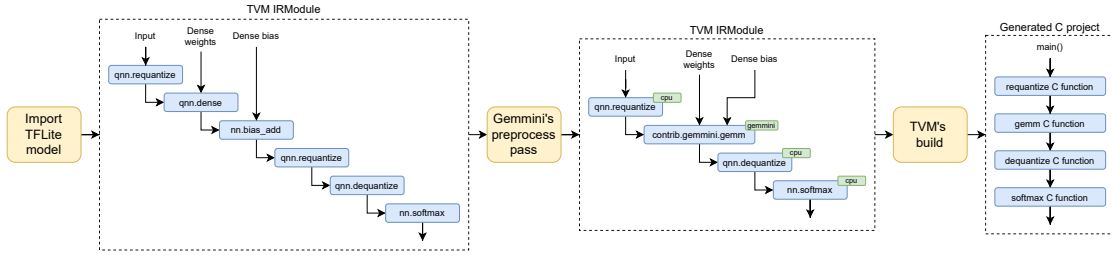 TVM IRModule
Input
Dense
weights
Dense bias
qnn.requantize
qnn.dense
nn.bias_add
qnn.requantize
qnn.dequantize
nn.softmax
Import
TFLite
model
Gemmini's
preprocess
pass
TVM IRModule
Input
Dense
weights
Dense bias
cpu
qnn.requantize
gemmini
contrib.gemmini.gemm
cpu
qnn.dequantize
cpu
nn.softmax
TVM's
build
Generated C project
main()
requantize C function
gemm C function
dequantize C function
softmax C function